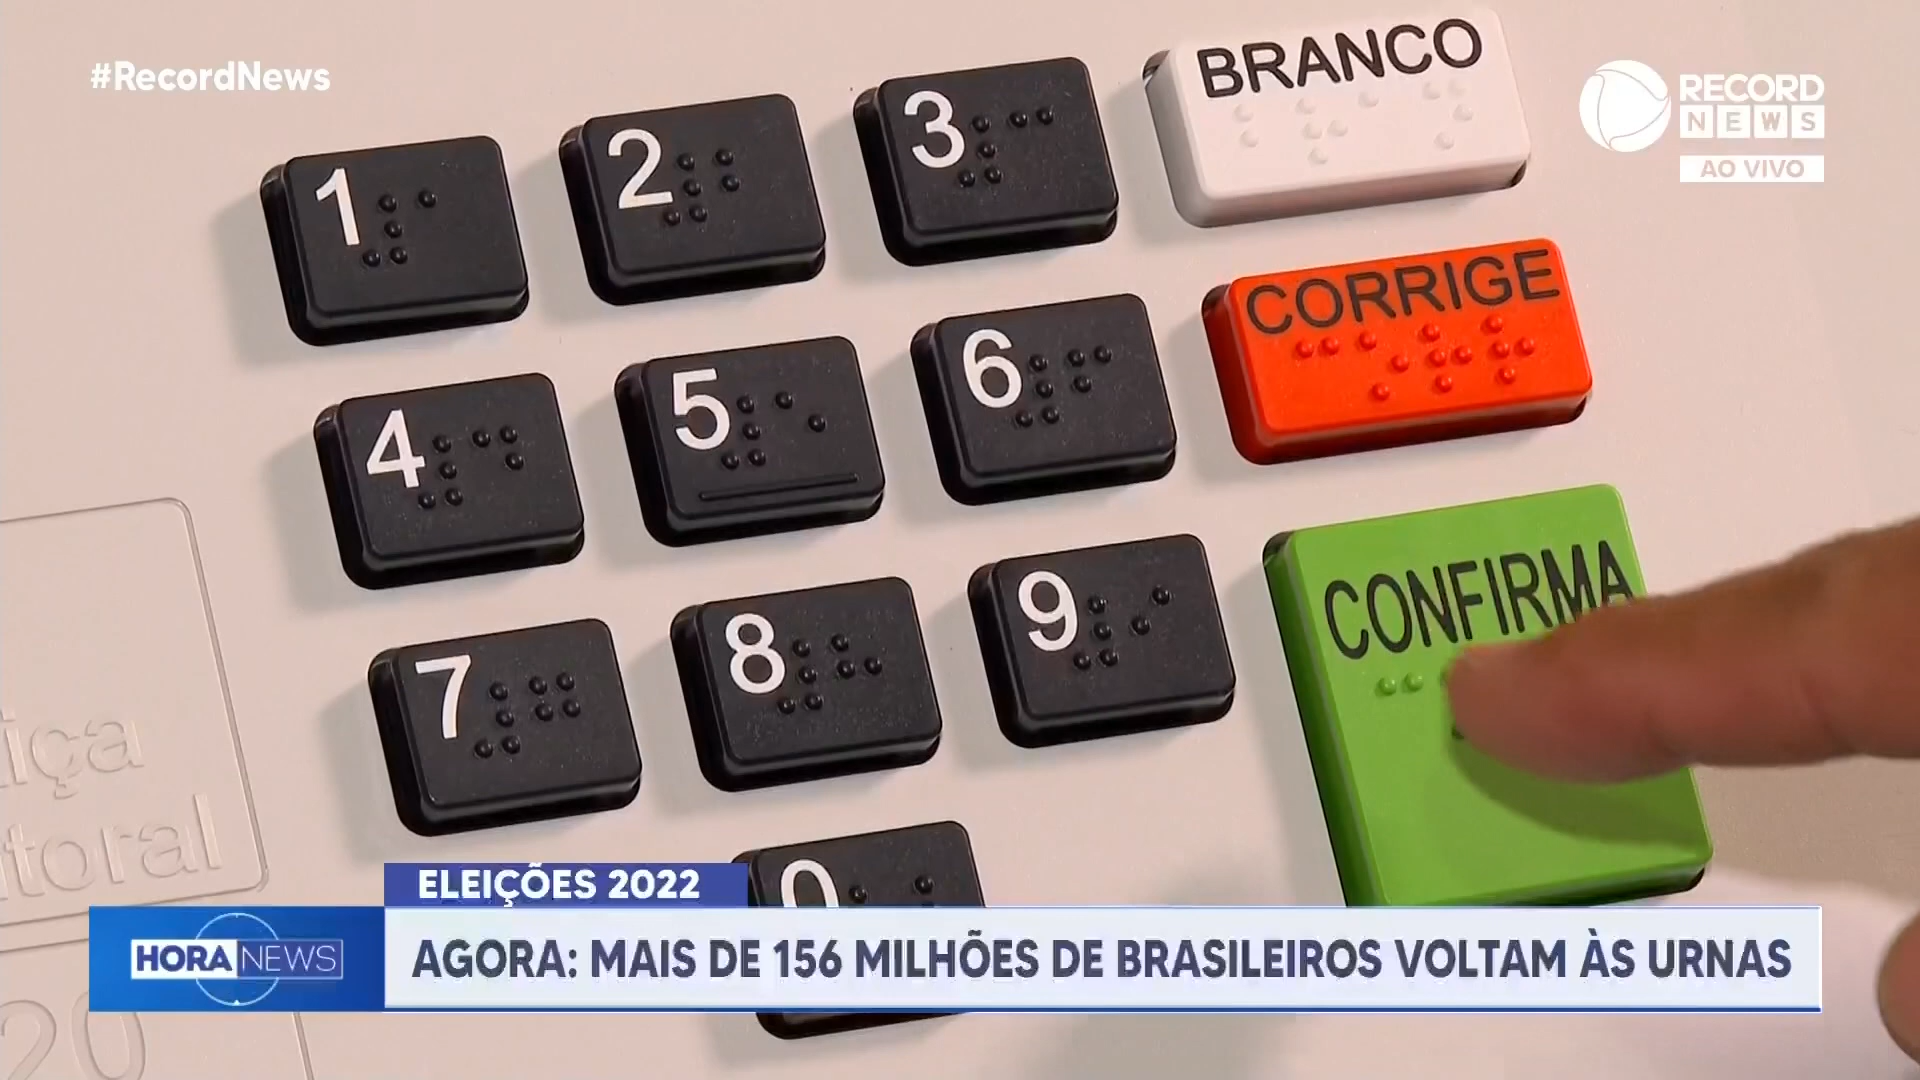 #RecordNews
RECORD
NEWS
AO VIVO
BRANCO
1
2
3
CORRIGE
4
5
6
CONFIRMA
7
8
9
0
20
ELEIÇÕES 2022
HORA NEWS
AGORA: MAIS DE 156 MILHÕES DE BRASILEIROS VOLTAM ÀS URNAS